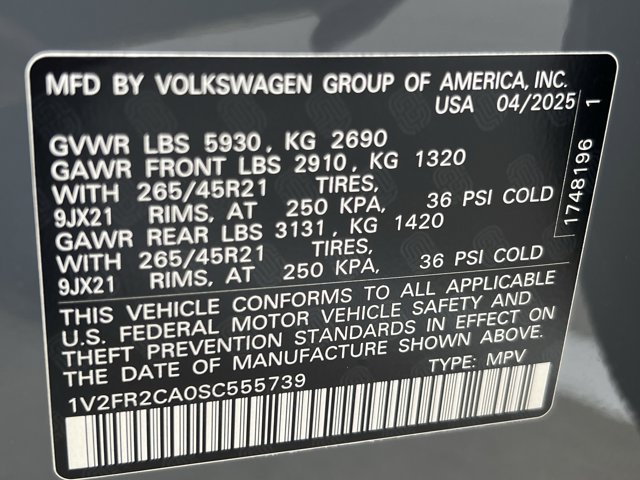 MFD BY VOLKSWAGEN GROUP OF AMERICA, INC.
USA 04/2025
GVWR LBS 5930, KG 2690
GAWR FRONT LBS 2910, KG 1320
WITH 265/45R21 TIRES,
9JX21 RIMS, AT 250 KPA, 36 PSI COLD
GAWR REAR LBS 3131, KG 1420
WITH 265/45R21 TIRES,
9JX21 RIMS, AT 250 KPA, 36 PSI COLD
THIS VEHICLE CONFORMS TO ALL APPLICABLE
U.S. FEDERAL MOTOR VEHICLE SAFETY AND
THEFT PREVENTION STANDARDS IN EFFECT ON
THE DATE OF MANUFACTURE SHOWN ABOVE.
TYPE: MPV
1V2FR2CA0SC555739
1748196 1